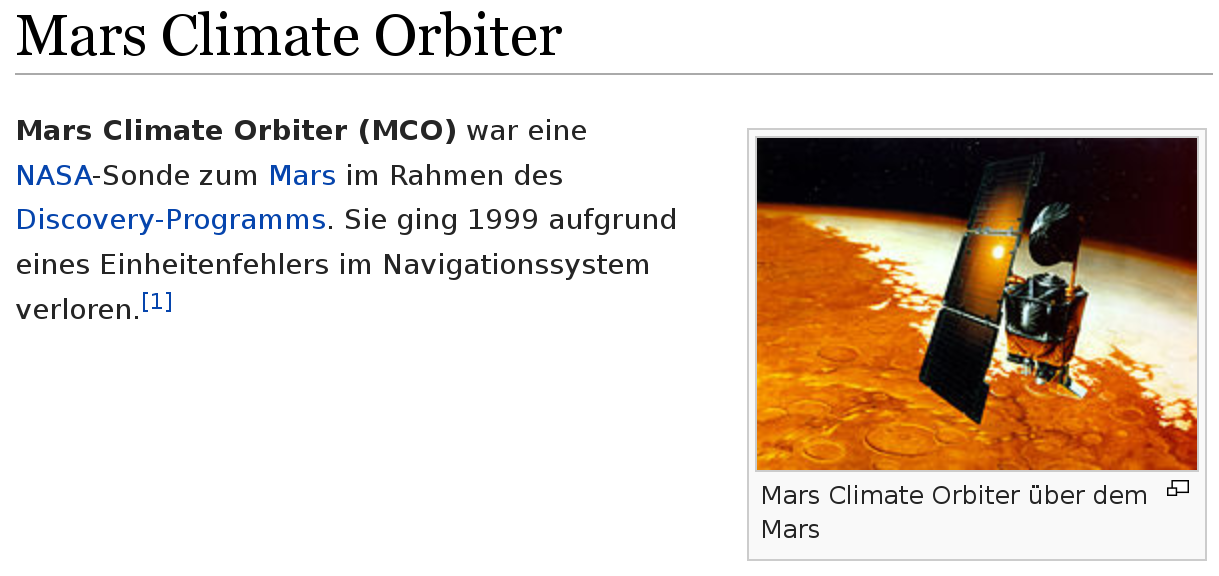 Mars Climate Orbiter
Mars Climate Orbiter (MCO) war eine
NASA-Sonde zum Mars im Rahmen des
Discovery-Programms. Sie ging 1999 aufgrund
eines Einheitenfehlers im Navigationssystem
verloren.[1]
Mars Climate Orbiter über dem
Mars